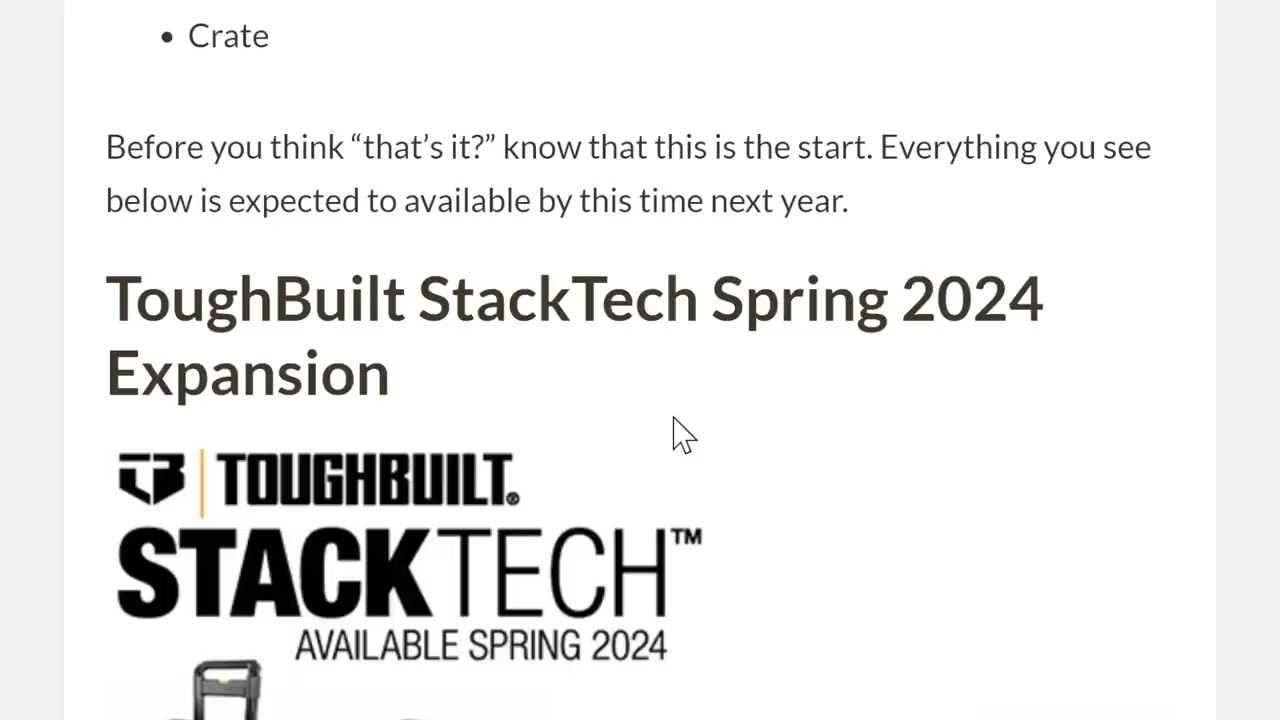 Crate
Before you think “that’s it?” know that this is the start. Everything you see
below is expected to available by this time next year.
ToughBuilt StackTech Spring 2024
Expansion
TB TOUGHBUILT®
STACKTECH™
AVAILABLE SPRING 2024